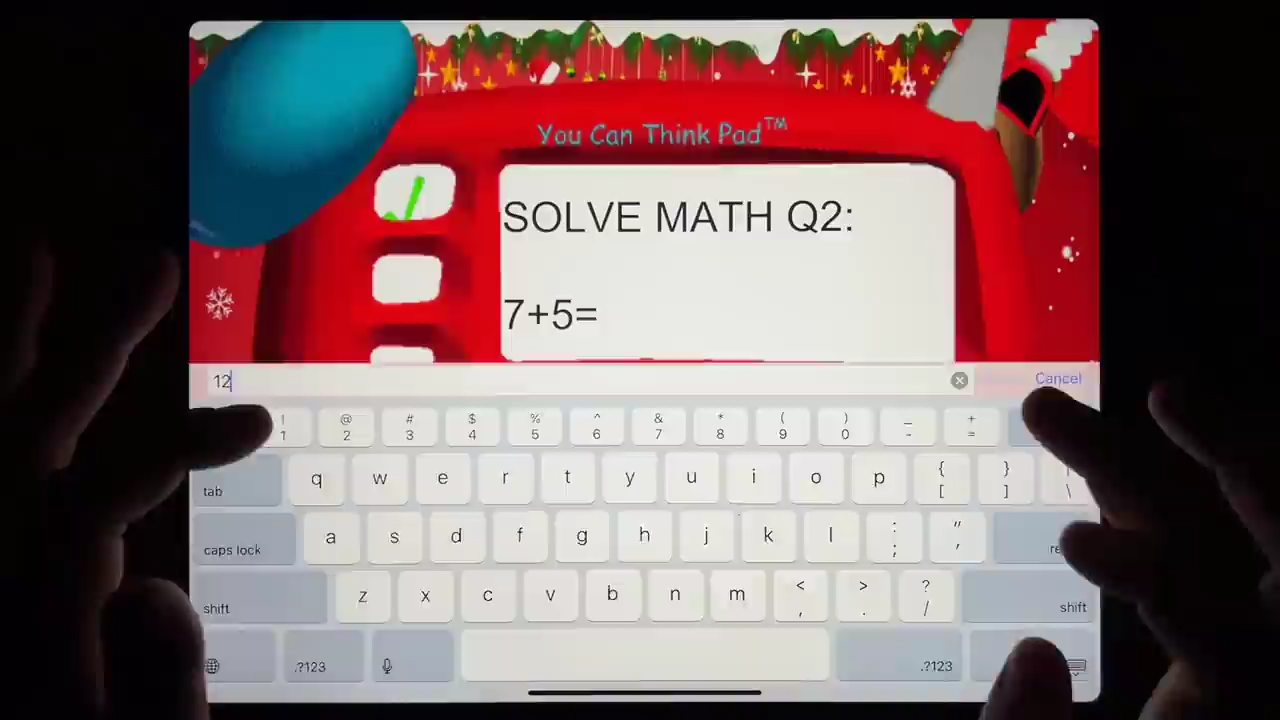 You Can Think Pad™
SOLVE MATH Q2:
7+5=
12
Cancel
! @ # $ % ^ & * ( ) _ +
1 2 3 4 5 6 7 8 9 0 - =
tab q w e r t y u i o p { [ } ] | \
caps lock a s d f g h j k l : ; " ' re
shift z x c v b n m < , > . ? / shift
.?123 .?123